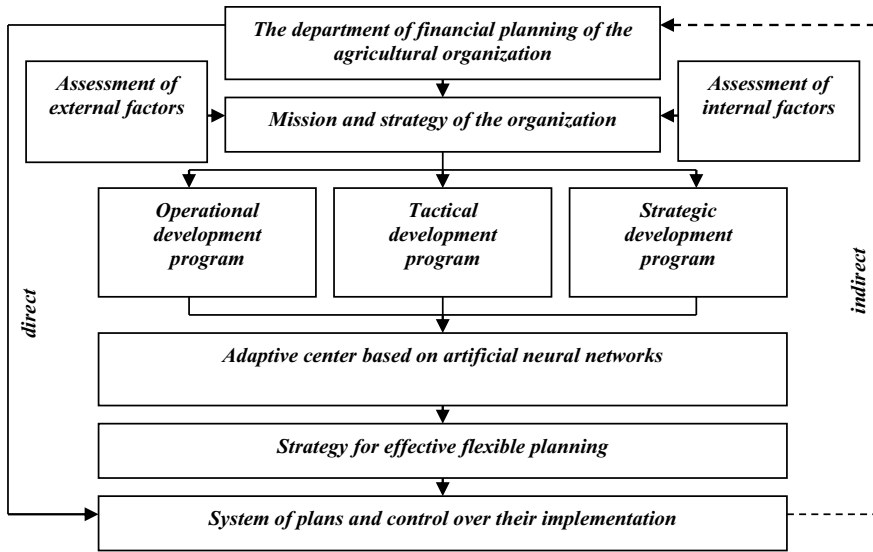 The department of financial planning of the
agricultural organization
Assessment of
external factors
Assessment of
internal factors
Mission and strategy of the organization
Operational
development
program
Tactical
development
program
Strategic
development
program
direct
indirect
Adaptive center based on artificial neural networks
Strategy for effective flexible planning
System of plans and control over their implementation